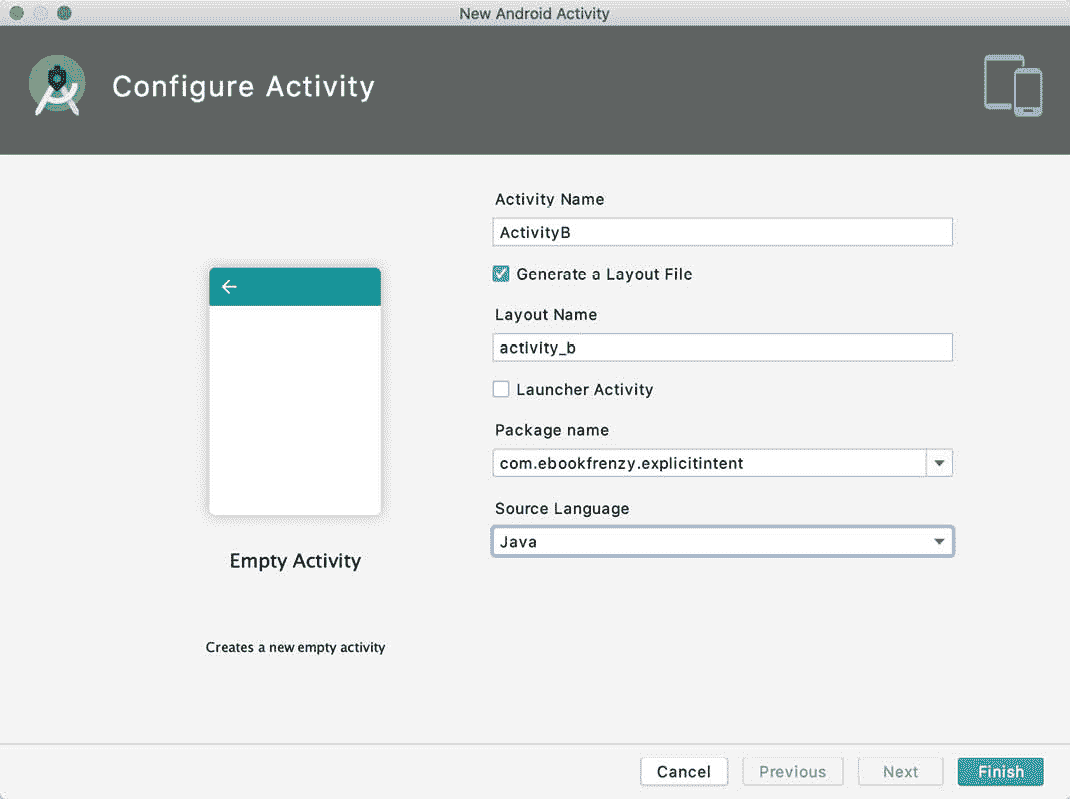 New Android Activity
Configure Activity
Activity Name
ActivityB
Generate a Layout File
Layout Name
activity_b
Launcher Activity
Package name
com.ebookfrenzy.explicitintent
Source Language
Java
Empty Activity
Creates a new empty activity
Cancel
Previous
Next
Finish